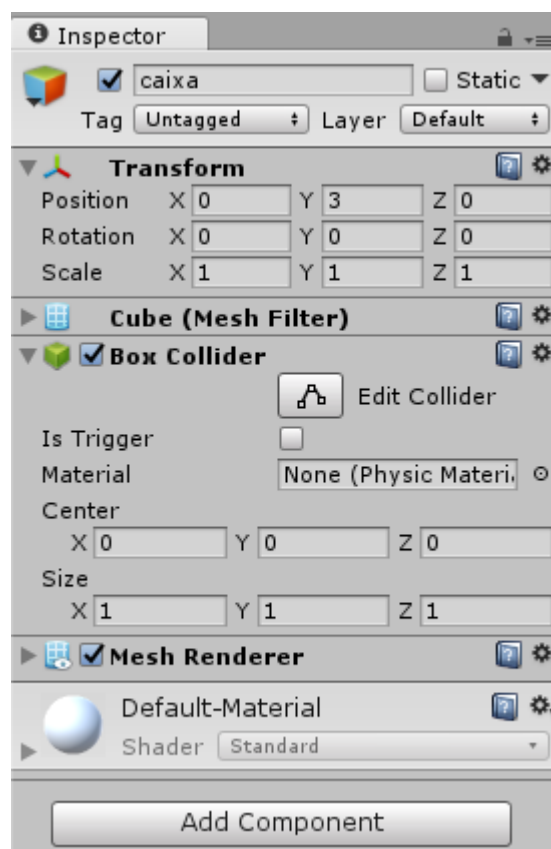 Inspector
caixa Static
Tag Untagged Layer Default
Transform
Position X 0 Y 3 Z 0
Rotation X 0 Y 0 Z 0
Scale X 1 Y 1 Z 1
Cube (Mesh Filter)
Box Collider
Edit Collider
Is Trigger
Material None (Physic Materi
Center
X 0 Y 0 Z 0
Size
X 1 Y 1 Z 1
Mesh Renderer
Default-Material
Shader Standard
Add Component